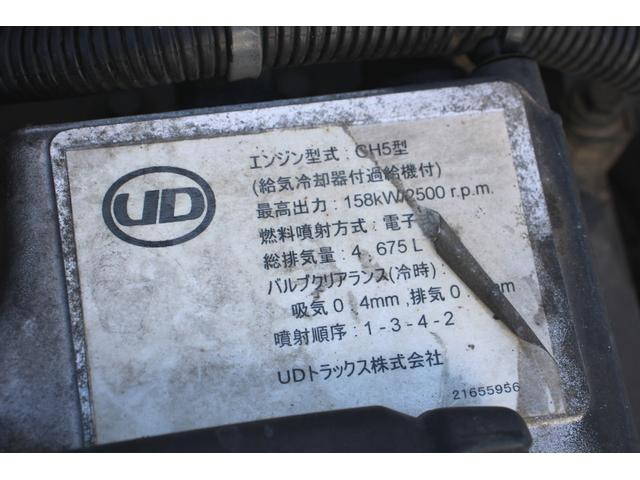 UD
エンジン型式：GH5型
(給気冷却器付過給機付)
最高出力：158kW/2500 r.p.m.
燃料噴射方式：電子
総排気量：4.675 L
バルブクリアランス(冷時)：
吸気 0.4mm,排気 0. mm
噴射順序：1-3-4-2
UDトラックス株式会社
21655956